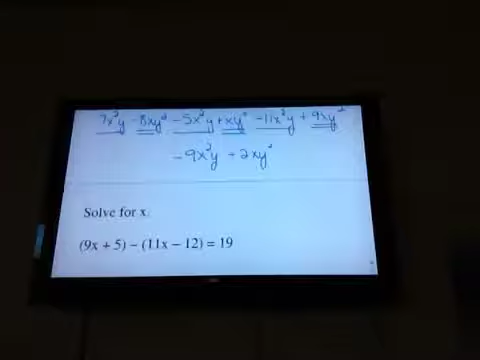 7x²y - 8xy² - 5x²y + xy² - 11x²y + 9xy²
- 9x²y + 2xy²
Solve for x.
(9x + 5) − (11x − 12) = 19